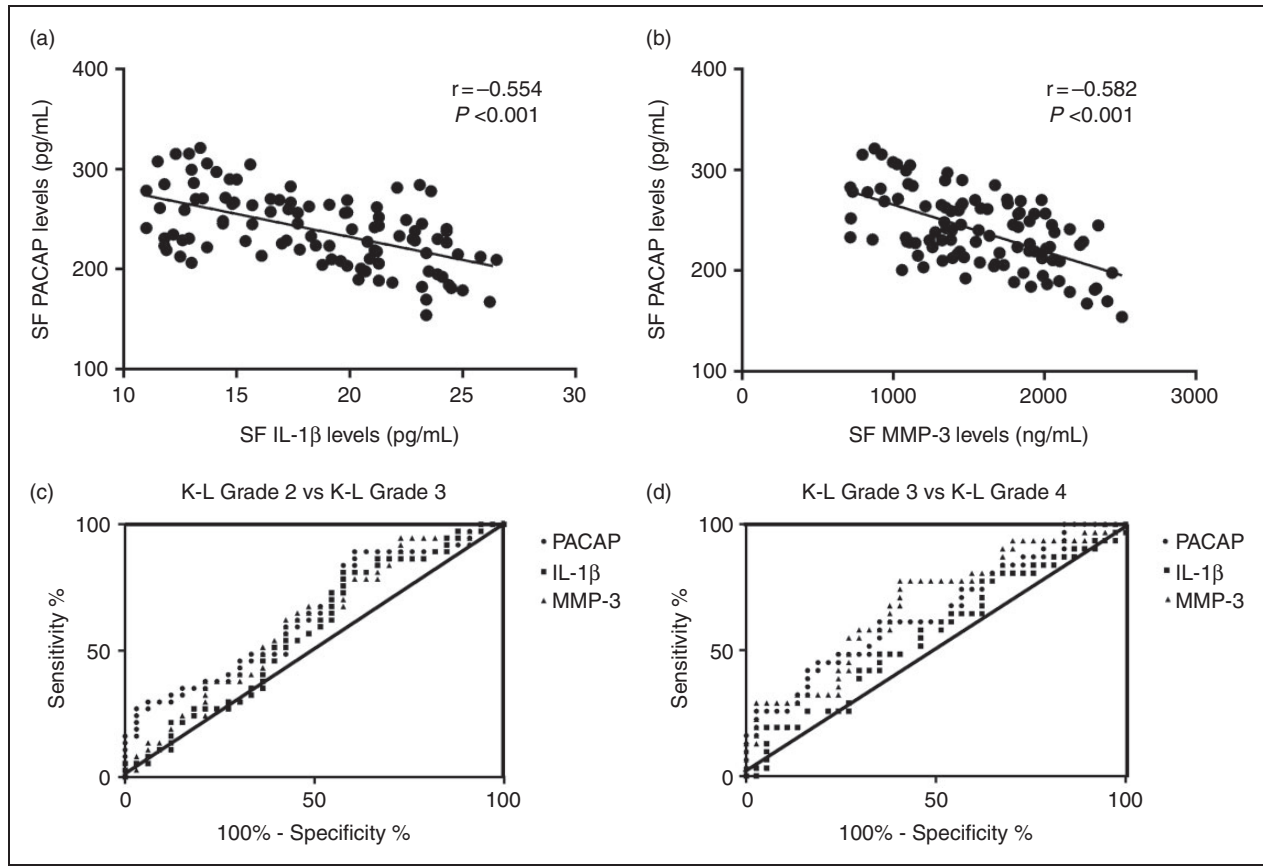 (a)
SF PACAP levels (pg/mL)
400
300
200
100
r = –0.554
P <0.001
10
15
20
25
30
SF IL-1β levels (pg/mL)
(b)
SF PACAP levels (pg/mL)
400
300
200
100
r = –0.582
P <0.001
0
1000
2000
3000
SF MMP-3 levels (ng/mL)
(c)
K-L Grade 2 vs K-L Grade 3
Sensitivity %
100
50
0
0
50
100
100% - Specificity %
PACAP
IL-1β
MMP-3
(d)
K-L Grade 3 vs K-L Grade 4
Sensitivity %
100
50
0
0
50
100
100% - Specificity %
PACAP
IL-1β
MMP-3